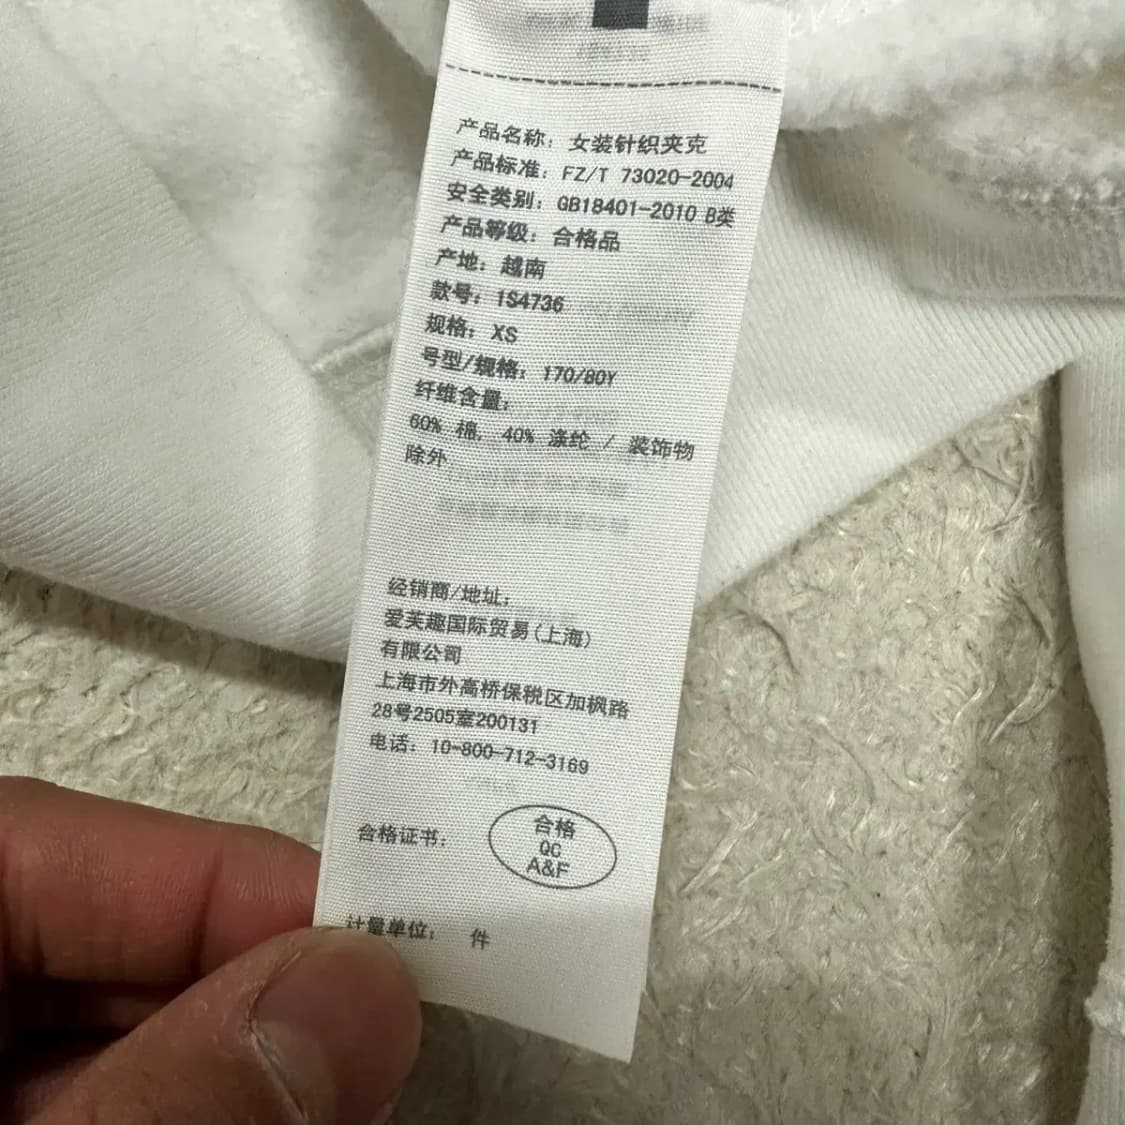 产品名称: 女装针织夹克
产品标准: FZ/T 73020-2004
安全类别: GB18401-2010 B类
产品等级: 合格品
产地: 越南
款号: 1S4736
规格: XS
号型/规格: 170/80Y
纤维含量:
60% 棉, 40% 涤纶 / 装饰物
除外
经销商/地址:
爱芙趣国际贸易(上海)
有限公司
上海市外高桥保税区加枫路
28号2505室200131
电话: 10-800-712-3169
合格证书:
合格
QC
A&F
计量单位: 件